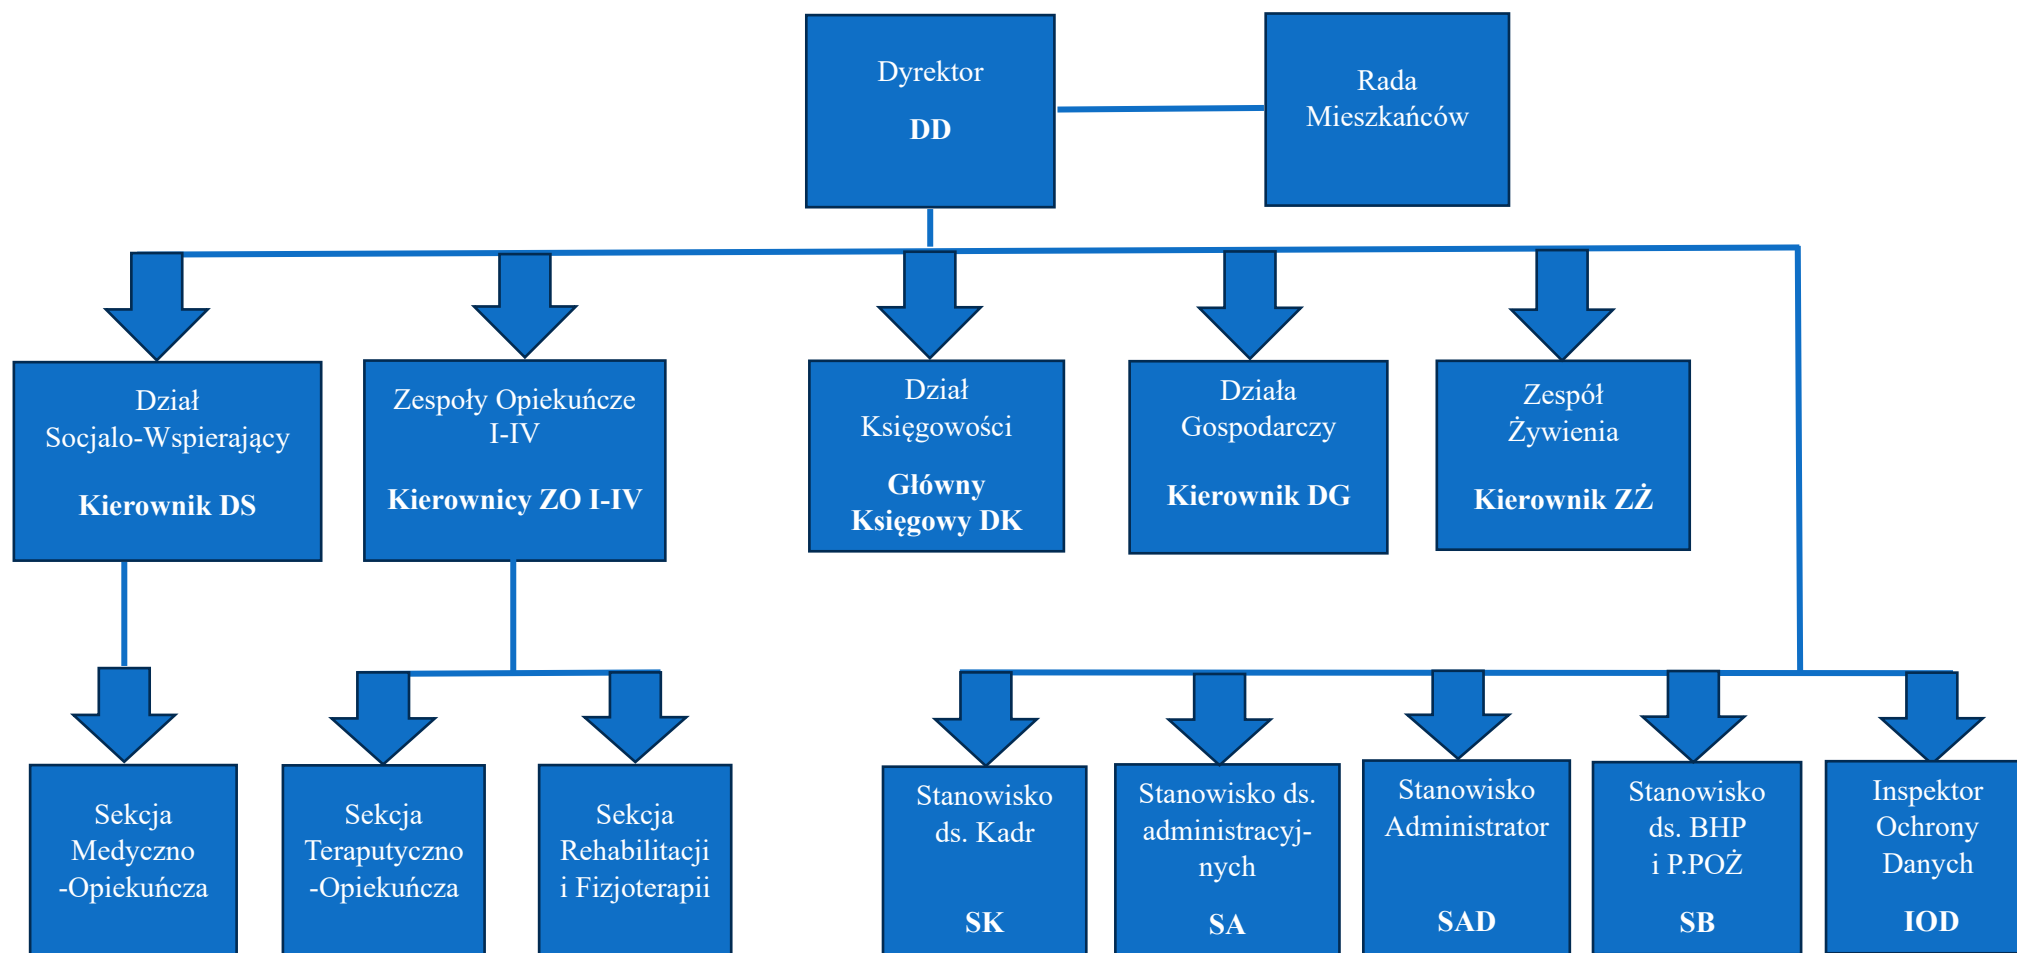 Dyrektor
DD
Rada
Mieszkańców
Dział
Socjalo-Wspierający
Kierownik DS
Zespoły Opiekuńcze
I-IV
Kierownicy ZO I-IV
Dział
Księgowości
Główny
Księgowy DK
Działa
Gospodarczy
Kierownik DG
Zespół
Żywienia
Kierownik ZŻ
Sekcja
Medyczno
-Opiekuńcza
Sekcja
Teraputyczno
-Opiekuńcza
Sekcja
Rehabilitacji
i Fizjoterapii
Stanowisko
ds. Kadr
SK
Stanowisko ds.
administracyj-
nych
SA
Stanowisko
Administrator
SAD
Stanowisko
ds. BHP
i P.POŻ
SB
Inspektor
Ochrony
Danych
IOD